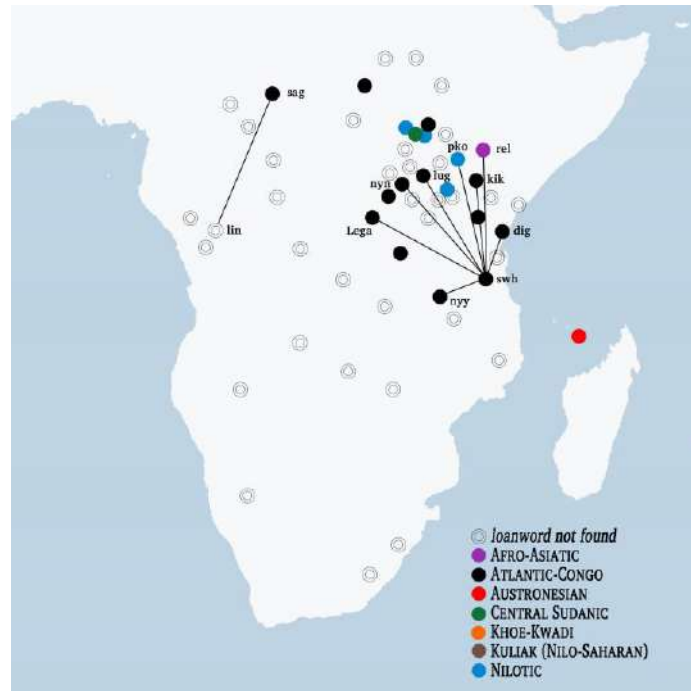 sag
pko
rel
lug
nyn
kik
Lega
lin
dig
swh
nyy
loanword not found
AFRO-ASIATIC
ATLANTIC-CONGO
AUSTRONESIAN
CENTRAL SUDANIC
KHOE-KWADI
KULIAK (NILO-SAHARAN)
NILOTIC